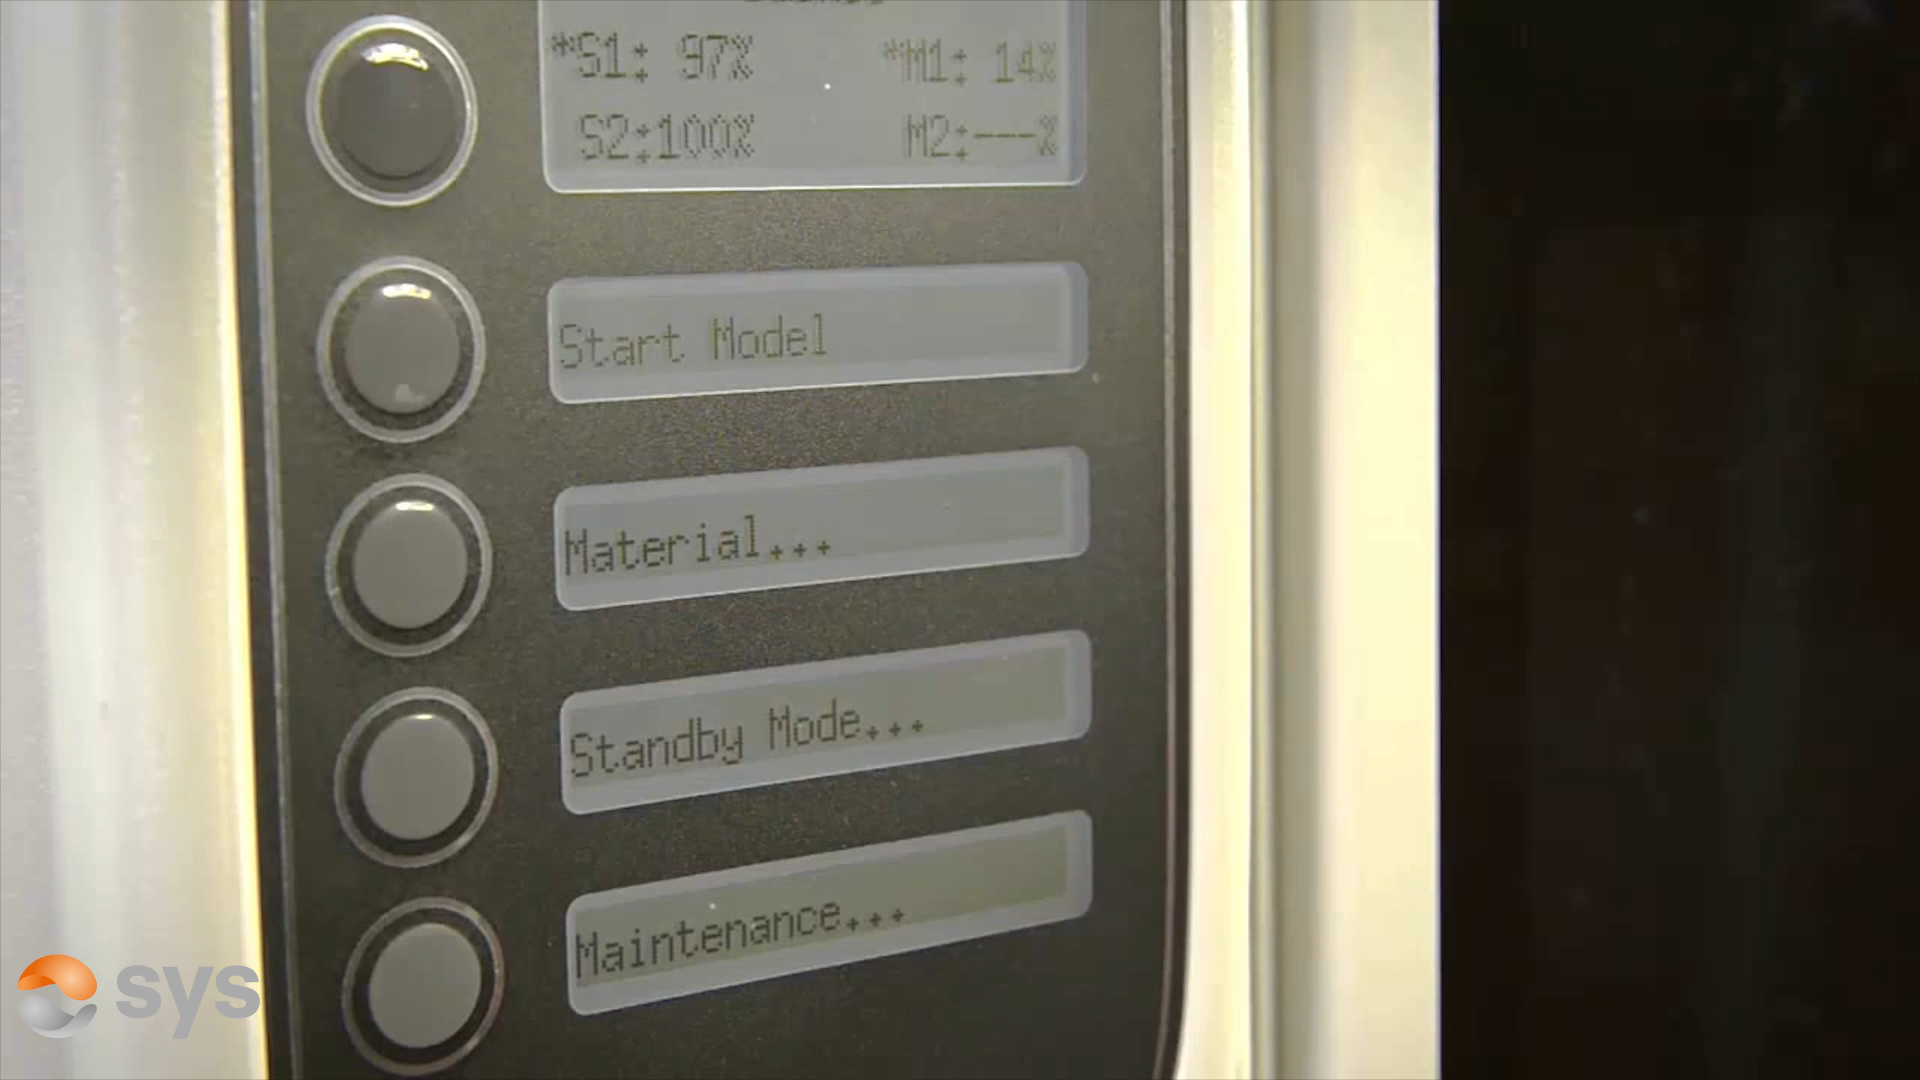 *S1: 97% *M1: 14%
S2:100% M2:---%
Start Model
Material...
Standby Mode...
Maintenance...
sys